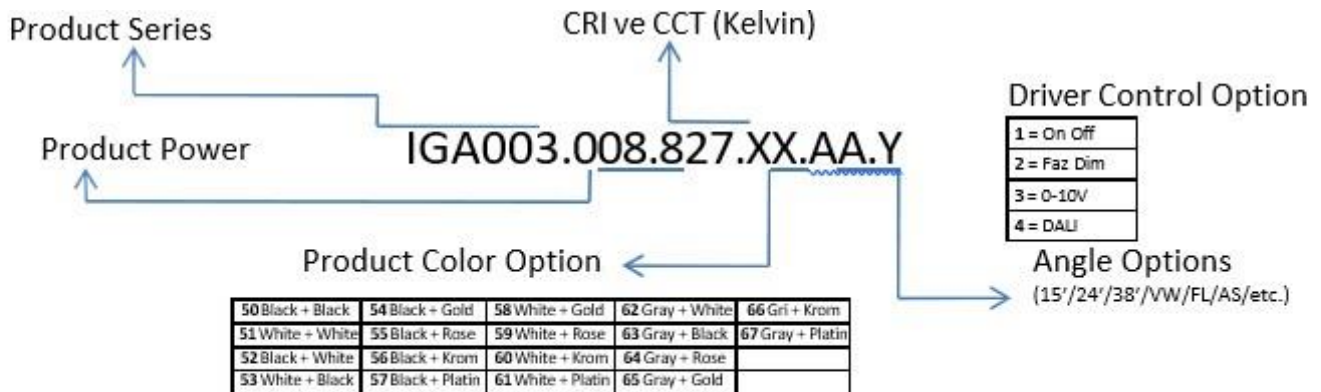 Product Series
CRI ve CCT (Kelvin)
Driver Control Option
1 = On Off
2 = Faz Dim
3 = 0-10V
4 = DALI
Product Power
IGA003.008.827.XX.AA.Y
Product Color Option
Angle Options
(15'/24'/38'/VW/FL/AS/etc.)
50 Black + Black 54 Black + Gold 58 White + Gold 62 Gray + White 66 Gri + Krom
51 White + White 55 Black + Rose 59 White + Rose 63 Gray + Black 67 Gray + Platin
52 Black + White 56 Black + Krom 60 White + Krom 64 Gray + Rose
53 White + Black 57 Black + Platin 61 White + Platin 65 Gray + Gold